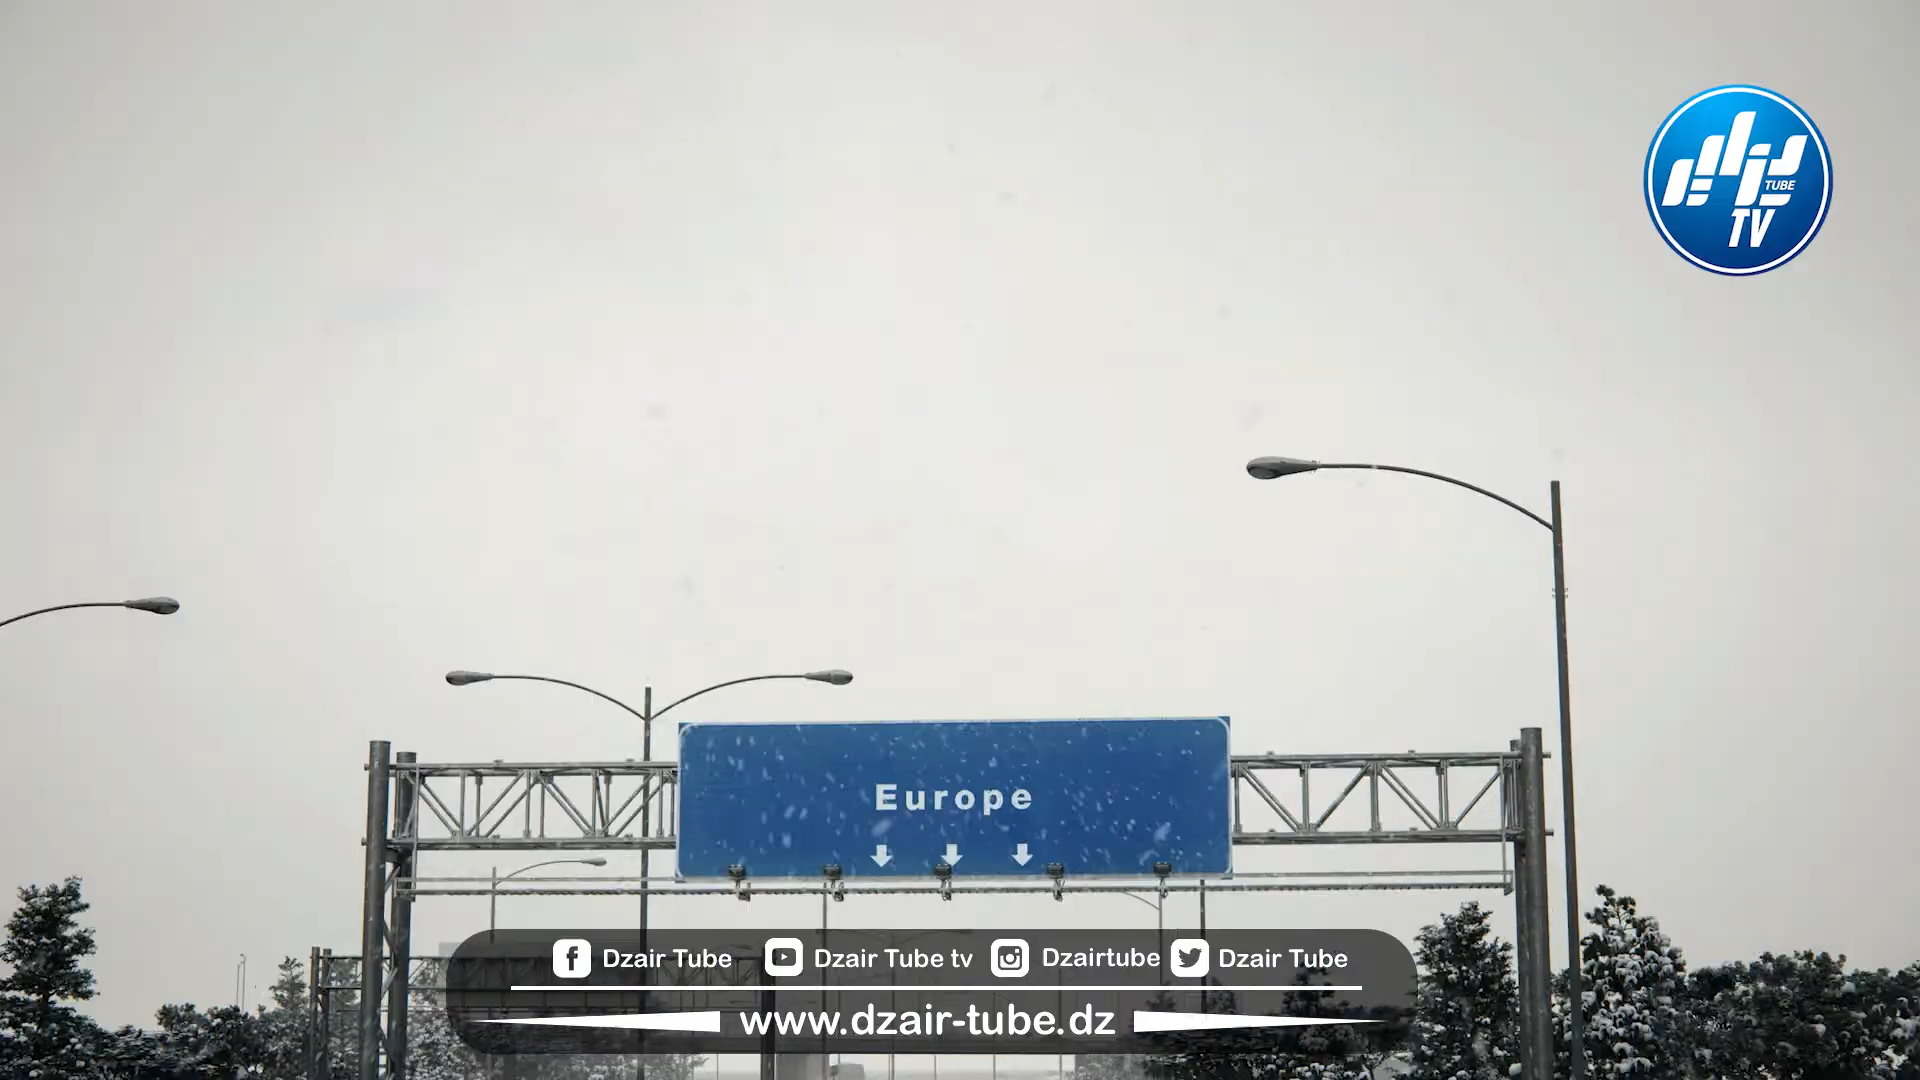 TUBE
TV
Europe
Dzair Tube Dzair Tube tv Dzairtube Dzair Tube
www.dzair-tube.dz